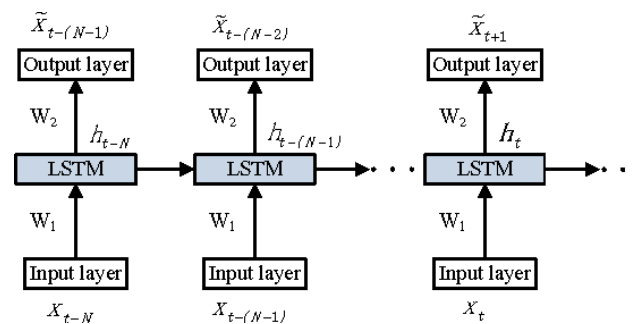 X̃t-(N-1) X̃t-(N-2) X̃t+1
Output layer Output layer Output layer
W2 W2 W2
ht-N ht-(N-1) ht
LSTM LSTM · · · LSTM · · ·
W1 W1 W1
Input layer Input layer Input layer
Xt-N Xt-(N-1) Xt